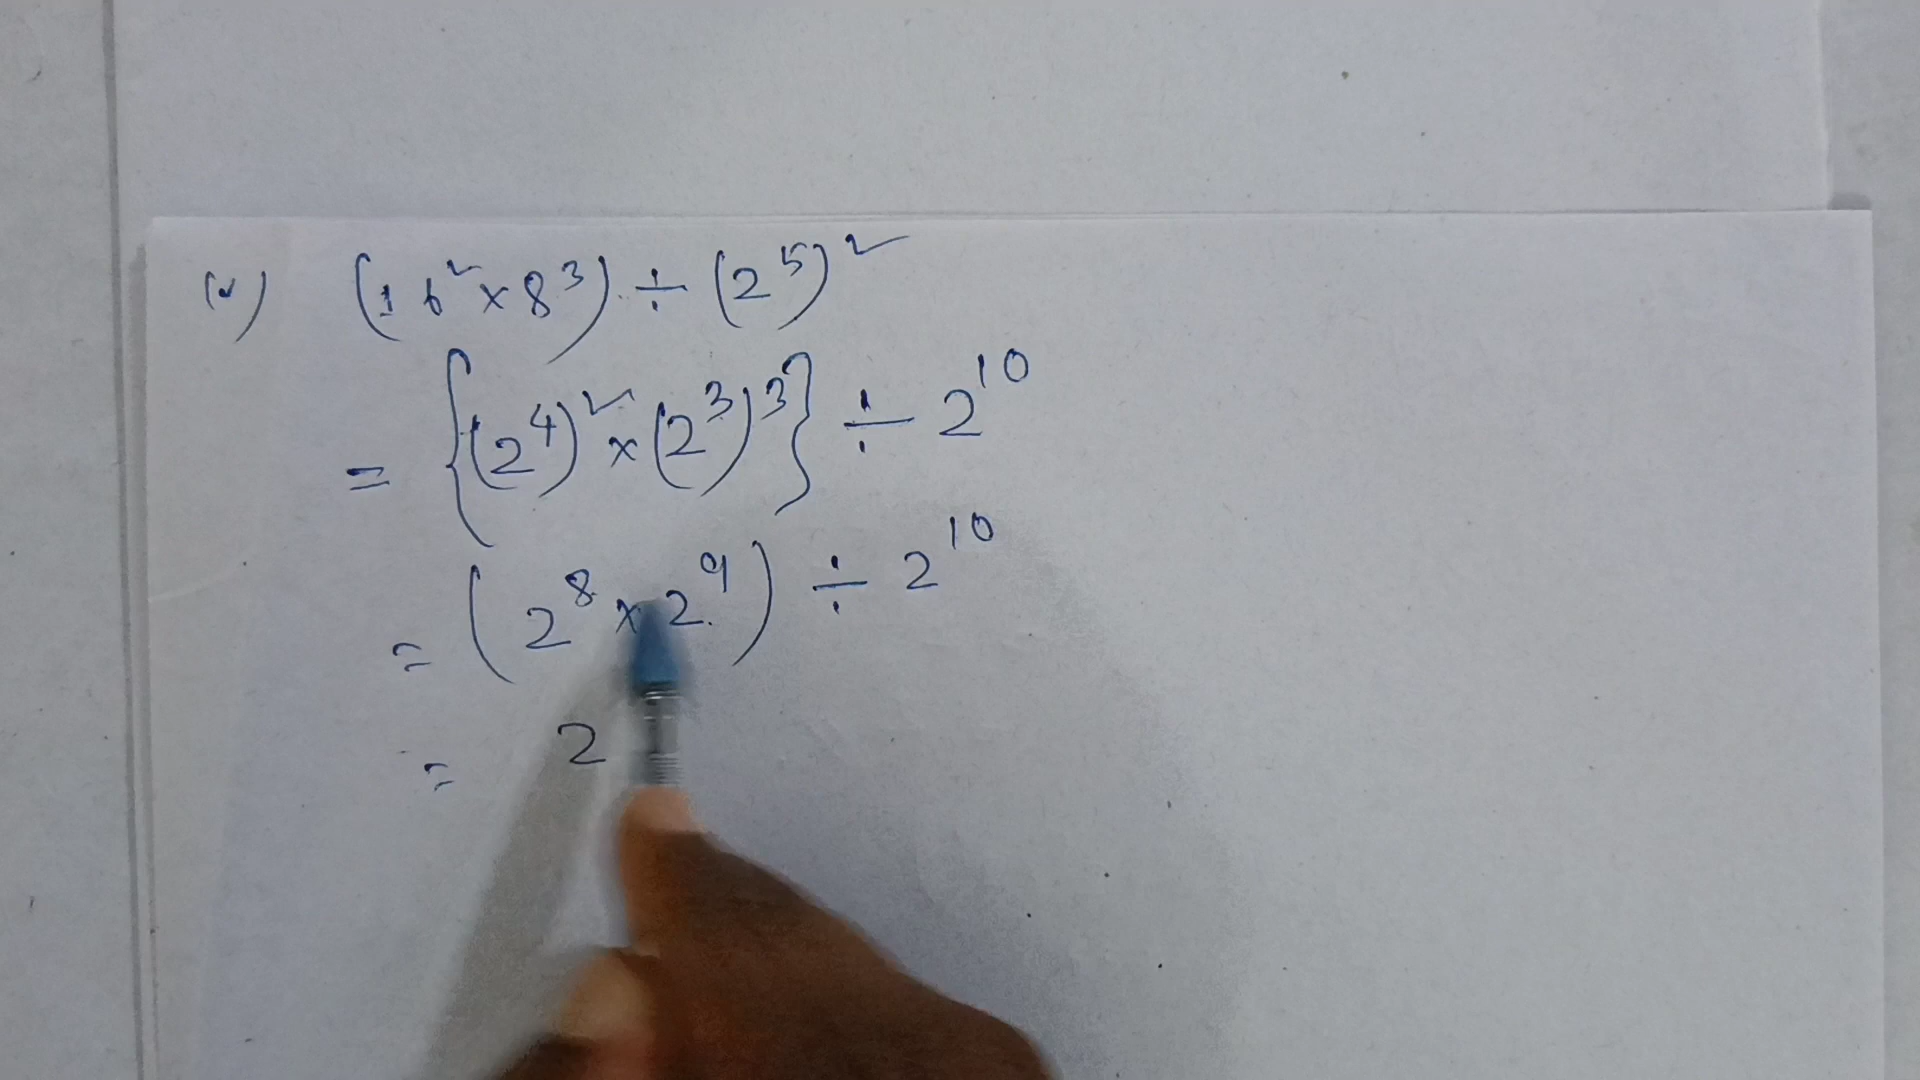 (v) (16² × 8³) ÷ (2⁵)²
= {(2⁴)² × (2³)³} ÷ 2¹⁰
= (2⁸ × 2⁹) ÷ 2¹⁰
= 2